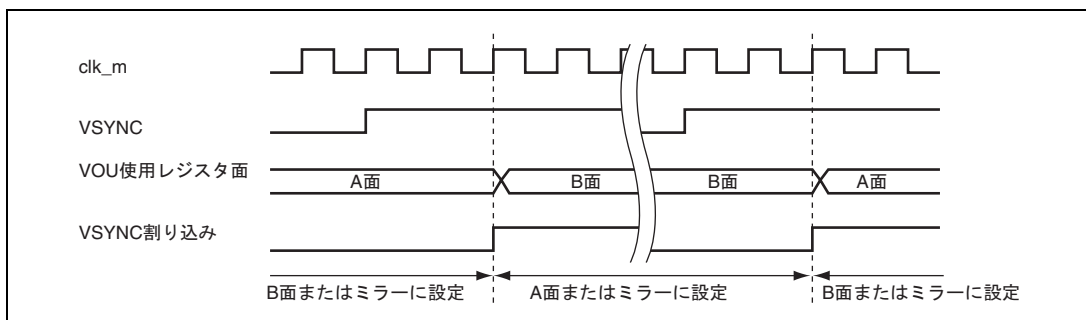 clk_m
VSYNC
VOU使用レジスタ面
A面 B面 B面 A面
VSYNC割り込み
B面またはミラーに設定 A面またはミラーに設定 B面またはミラーに設定